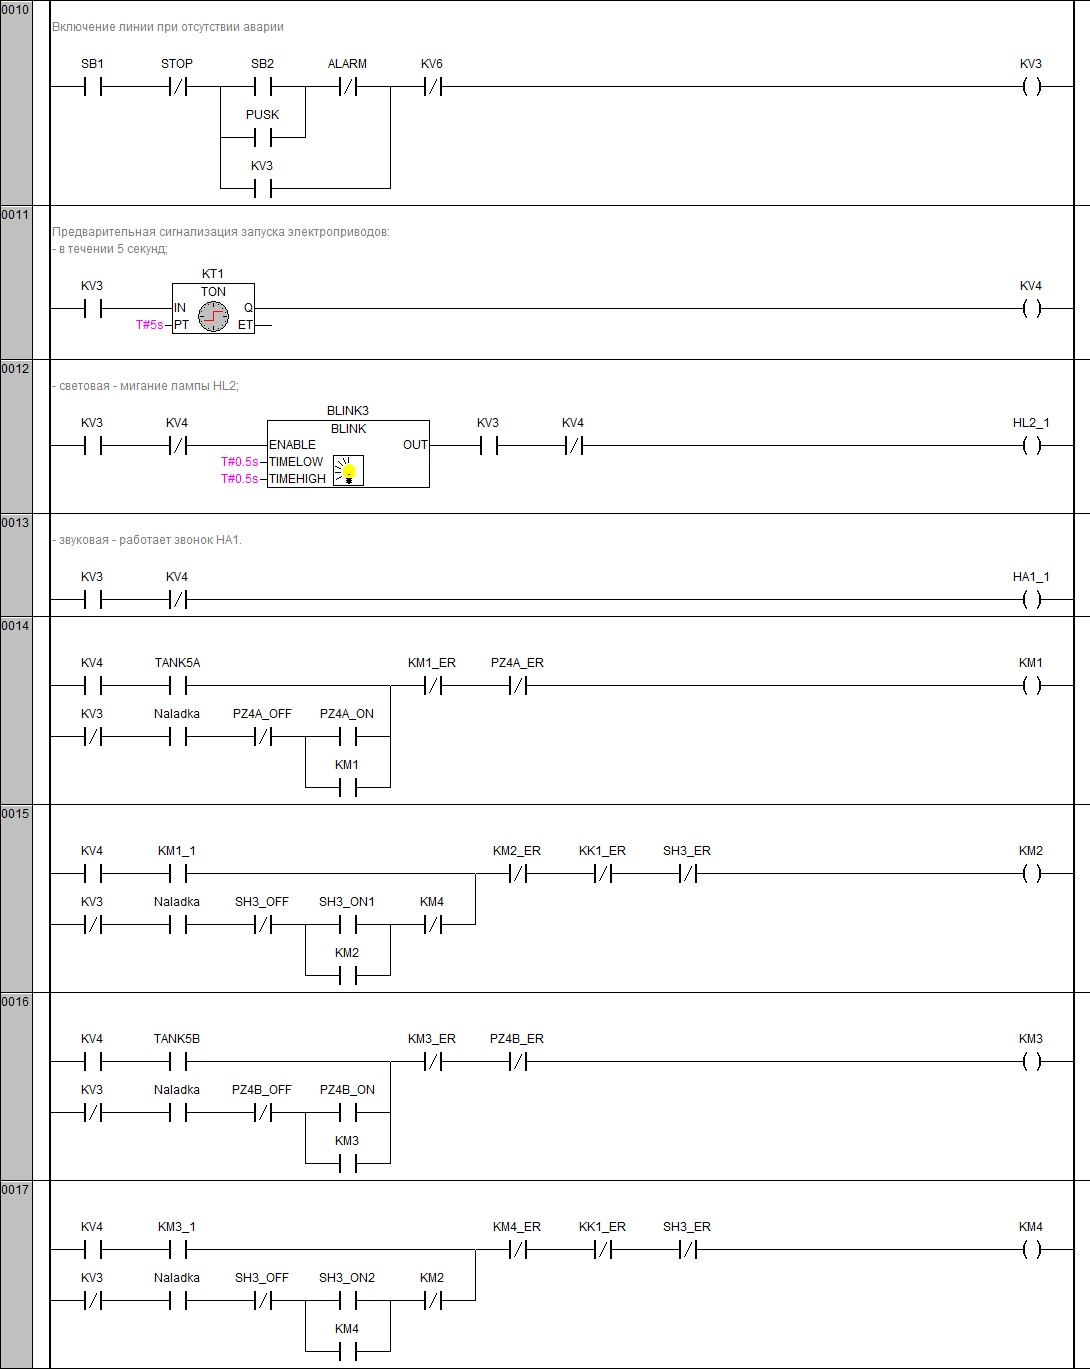 0010
Включение линии при отсутствии аварии
SB1 STOP SB2 ALARM KV6 KV3
PUSK
KV3
0011
Предварительная сигнализация запуска электроприводов:
- в течении 5 секунд;
KT1
KV3 TON KV4
IN Q
T#5s PT ET
0012
- световая - мигание лампы HL2;
BLINK3
KV3 KV4 BLINK KV3 KV4 HL2_1
ENABLE OUT
T#0.5s TIMELOW
T#0.5s TIMEHIGH
0013
- звуковая - работает звонок HA1.
KV3 KV4 HA1_1
0014
KV4 TANK5A KM1_ER PZ4A_ER KM1
KV3 Naladka PZ4A_OFF PZ4A_ON
KM1
0015
KV4 KM1_1 KM2_ER KK1_ER SH3_ER KM2
KV3 Naladka SH3_OFF SH3_ON1 KM4
KM2
0016
KV4 TANK5B KM3_ER PZ4B_ER KM3
KV3 Naladka PZ4B_OFF PZ4B_ON
KM3
0017
KV4 KM3_1 KM4_ER KK1_ER SH3_ER KM4
KV3 Naladka SH3_OFF SH3_ON2 KM2
KM4